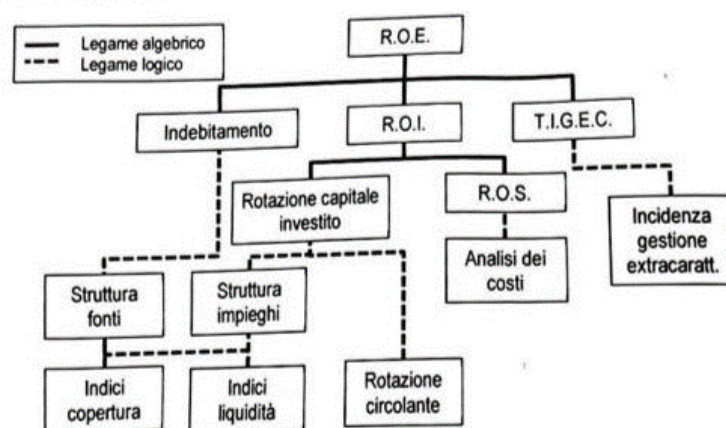 Legame algebrico
Legame logico
R.O.E.
Indebitamento
R.O.I.
T.I.G.E.C.
Rotazione capitale
investito
R.O.S.
Incidenza
gestione
extracaratt.
Analisi dei
costi
Struttura
fonti
Struttura
impieghi
Indici
copertura
Indici
liquidità
Rotazione
circolante